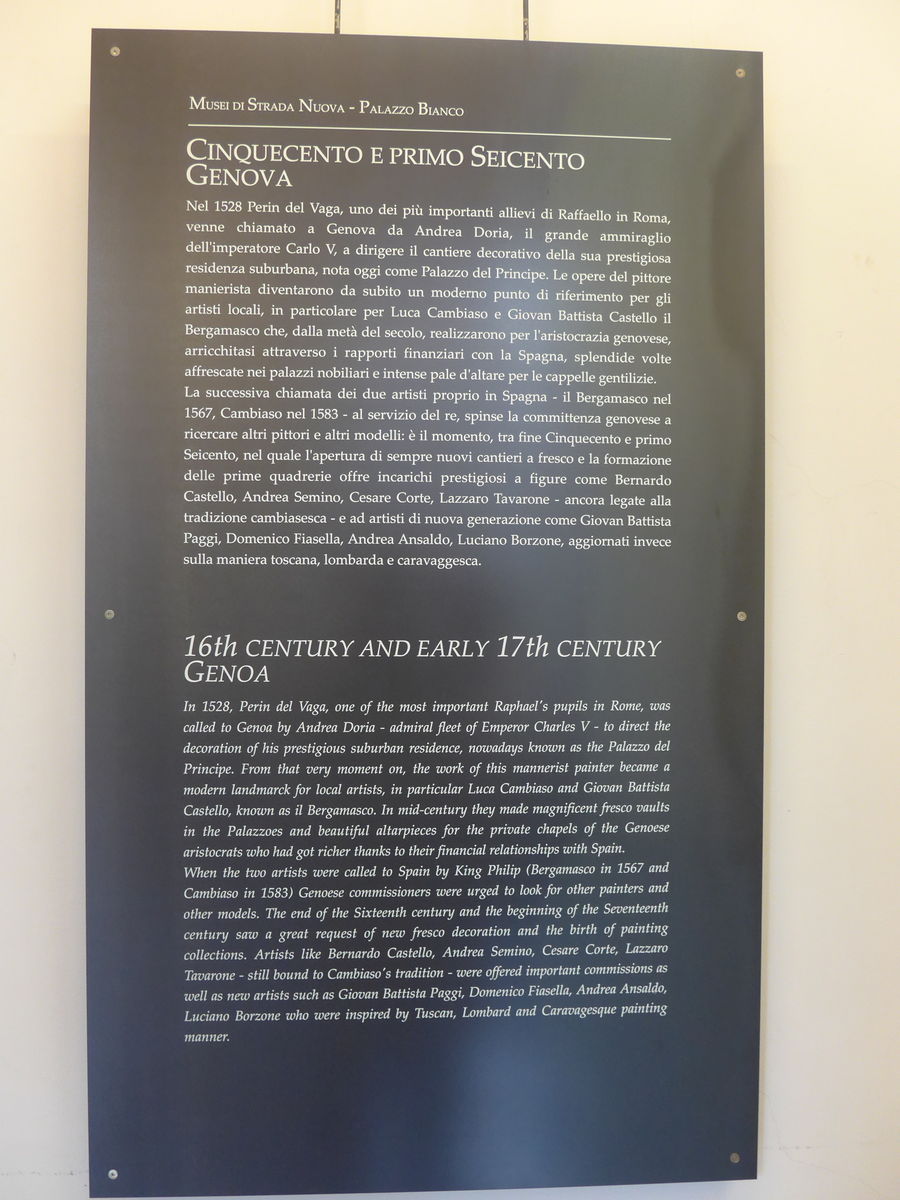 Musei di Strada Nuova - Palazzo Bianco
Cinquecento e primo Seicento
Genova
Nel 1528 Perin del Vaga, uno dei più importanti allievi di Raffaello in Roma,
venne chiamato a Genova da Andrea Doria, il grande ammiraglio
dell'imperatore Carlo V, a dirigere il cantiere decorativo della sua prestigiosa
residenza suburbana, nota oggi come Palazzo del Principe. Le opere del pittore
manierista diventarono da subito un moderno punto di riferimento per gli
artisti locali, in particolare per Luca Cambiaso e Giovan Battista Castello il
Bergamasco che, dalla metà del secolo, realizzarono per l'aristocrazia genovese,
arricchitasi attraverso i rapporti finanziari con la Spagna, splendide volte
affrescate nei palazzi nobiliari e intense pale d'altare per le cappelle gentilizie.
La successiva chiamata dei due artisti proprio in Spagna - il Bergamasco nel
1567, Cambiaso nel 1583 - al servizio del re, spinse la committenza genovese a
ricercare altri pittori e altri modelli: è il momento, tra fine Cinquecento e primo
Seicento, nel quale l'apertura di sempre nuovi cantieri a fresco e la formazione
delle prime quadrerie offre incarichi prestigiosi a figure come Bernardo
Castello, Andrea Semino, Cesare Corte, Lazzaro Tavarone - ancora legate alla
tradizione cambiasesca - e ad artisti di nuova generazione come Giovan Battista
Paggi, Domenico Fiasella, Andrea Ansaldo, Luciano Borzone, aggiornati invece
sulla maniera toscana, lombarda e caravaggesca.
16th century and early 17th century
Genoa
In 1528, Perin del Vaga, one of the most important Raphael's pupils in Rome, was
called to Genoa by Andrea Doria - admiral fleet of Emperor Charles V - to direct the
decoration of his prestigious suburban residence, nowadays known as the Palazzo del
Principe. From that very moment on, the work of this mannerist painter became a
modern landmarck for local artists, in particular Luca Cambiaso and Giovan Battista
Castello, known as il Bergamasco. In mid-century they made magnificent fresco vaults
in the Palazzoes and beautiful altarpieces for the private chapels of the Genoese
aristocrats who had got richer thanks to their financial relationships with Spain.
When the two artists were called to Spain by King Philip (Bergamasco in 1567 and
Cambiaso in 1583) Genoese commissioners were urged to look for other painters and
other models. The end of the Sixteenth century and the beginning of the Seventeenth
century saw a great request of new fresco decoration and the birth of painting
collections. Artists like Bernardo Castello, Andrea Semino, Cesare Corte, Lazzaro
Tavarone - still bound to Cambiaso's tradition - were offered important commissions as
well as new artists such as Giovan Battista Paggi, Domenico Fiasella, Andrea Ansaldo,
Luciano Borzone who were inspired by Tuscan, Lombard and Caravagesque painting
manner.